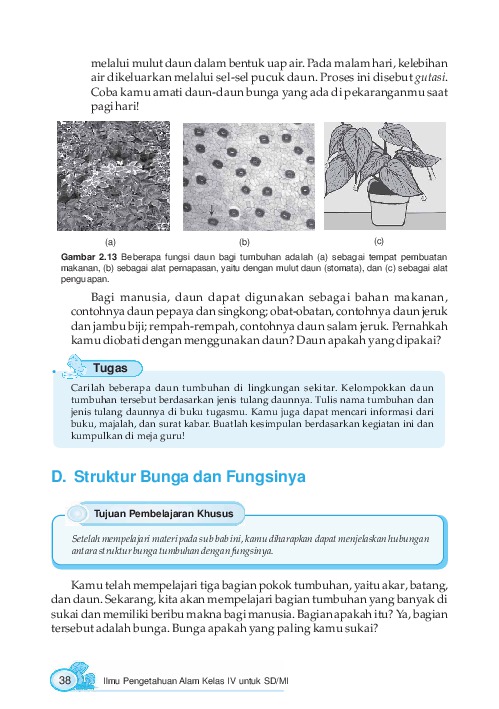 melalui mulut daun dalam bentuk uap air. Pada malam hari, kelebihan
air dikeluarkan melalui sel-sel pucuk daun. Proses ini disebut gutasi.
Coba kamu amati daun-daun bunga yang ada di pekaranganmu saat
pagi hari!
(a) (b) (c)
Gambar 2.13 Beberapa fungsi daun bagi tumbuhan adalah (a) sebagai tempat pembuatan
makanan, (b) sebagai alat pernapasan, yaitu dengan mulut daun (stomata), dan (c) sebagai alat
penguapan.
Bagi manusia, daun dapat digunakan sebagai bahan makanan,
contohnya daun pepaya dan singkong; obat-obatan, contohnya daun jeruk
dan jambu biji; rempah-rempah, contohnya daun salam jeruk. Pernahkah
kamu diobati dengan menggunakan daun? Daun apakah yang dipakai?
Tugas
Carilah beberapa daun tumbuhan di lingkungan sekitar. Kelompokkan daun
tumbuhan tersebut berdasarkan jenis tulang daunnya. Tulis nama tumbuhan dan
jenis tulang daunnya di buku tugasmu. Kamu juga dapat mencari informasi dari
buku, majalah, dan surat kabar. Buatlah kesimpulan berdasarkan kegiatan ini dan
kumpulkan di meja guru!
D. Struktur Bunga dan Fungsinya
Tujuan Pembelajaran Khusus
Setelah mempelajari materi pada sub bab ini, kamu diharapkan dapat menjelaskan hubungan
antara struktur bunga tumbuhan dengan fungsinya.
Kamu telah mempelajari tiga bagian pokok tumbuhan, yaitu akar, batang,
dan daun. Sekarang, kita akan mempelajari bagian tumbuhan yang banyak di
sukai dan memiliki beribu makna bagi manusia. Bagian apakah itu? Ya, bagian
tersebut adalah bunga. Bunga apakah yang paling kamu sukai?
38 Ilmu Pengetahuan Alam Kelas IV untuk SD/MI